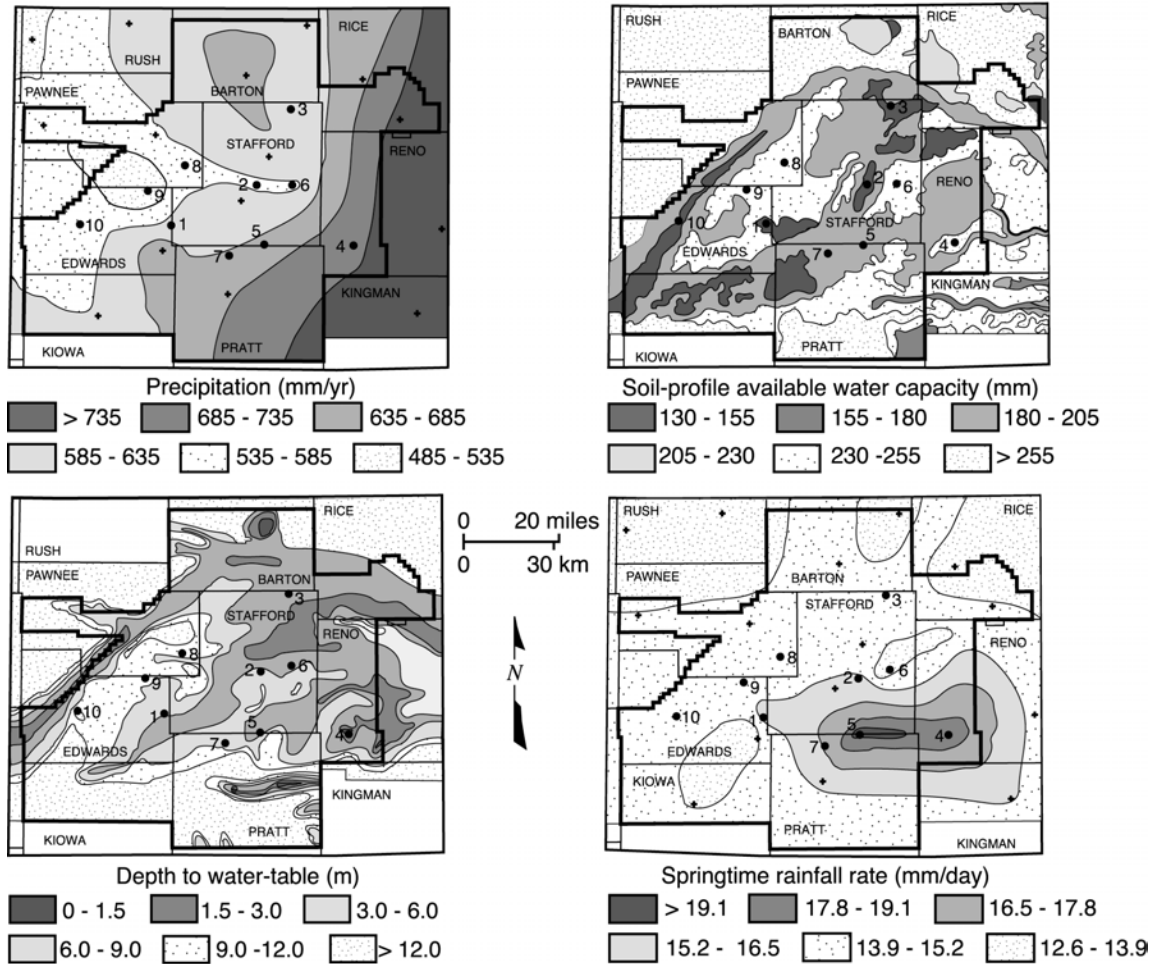 RUSH
RICE
PAWNEE
BARTON
3
STAFFORD
RENO
8
9
2
6
10
1
5
4
7
EDWARDS
KINGMAN
KIOWA
PRATT
Precipitation (mm/yr)
> 735
685 - 735
635 - 685
585 - 635
535 - 585
485 - 535
RUSH
RICE
BARTON
PAWNEE
3
8
RENO
9
2
6
10
1
STAFFORD
5
4
7
EDWARDS
KINGMAN
KIOWA
PRATT
Soil-profile available water capacity (mm)
130 - 155
155 - 180
180 - 205
205 - 230
230 -255
> 255
RICE
RUSH
PAWNEE
BARTON
3
STAFFORD
RENO
8
2
6
9
10
1
5
4
7
EDWARDS
KINGMAN
PRATT
KIOWA
Depth to water-table (m)
0 - 1.5
1.5 - 3.0
3.0 - 6.0
6.0 - 9.0
9.0 -12.0
> 12.0
0 20 miles
0 30 km
N
RUSH
RICE
PAWNEE
BARTON
STAFFORD
3
RENO
8
6
9
2
10
1
5
4
7
EDWARDS
KIOWA
PRATT
KINGMAN
Springtime rainfall rate (mm/day)
> 19.1
17.8 - 19.1
16.5 - 17.8
15.2 - 16.5
13.9 - 15.2
12.6 - 13.9